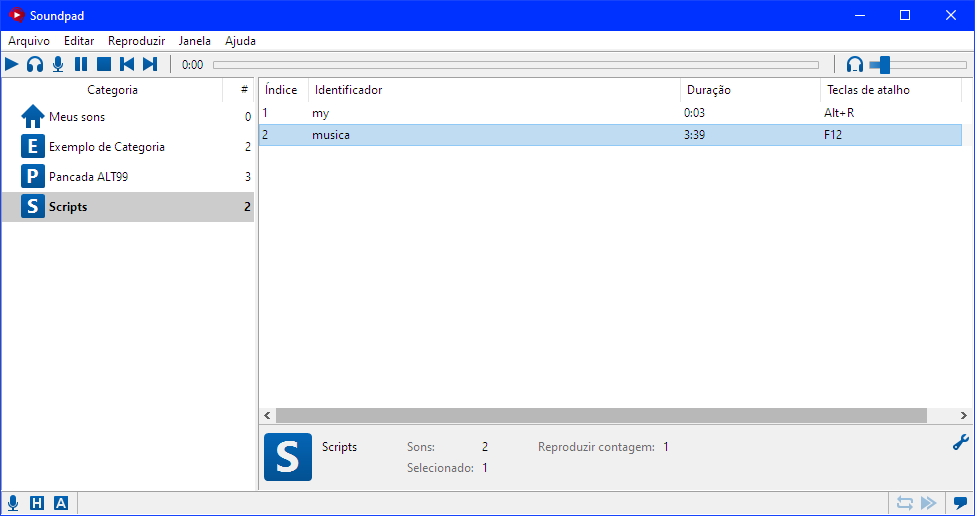 Soundpad
Arquivo Editar Reproduzir Janela Ajuda
0:00
Categoria #
Meus sons 0
E Exemplo de Categoria 2
P Pancada ALT99 3
S Scripts 2
Índice Identificador Duração Teclas de atalho
1 my 0:03 Alt+R
2 musica 3:39 F12
S Scripts Sons: 2 Reproduzir contagem: 1
Selecionado: 1
H A